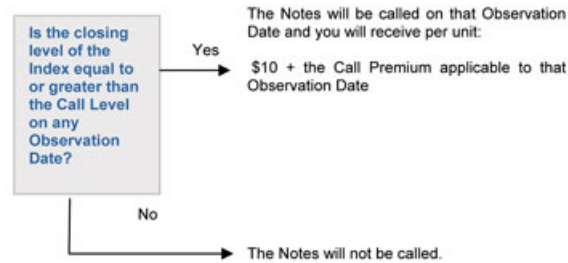 Is the closing
level of the
Index equal to
or greater than
the Call Level
on any
Observation
Date?
Yes
The Notes will be called on that Observation
Date and you will receive per unit:
$10 + the Call Premium applicable to that
Observation Date
No
The Notes will not be called.